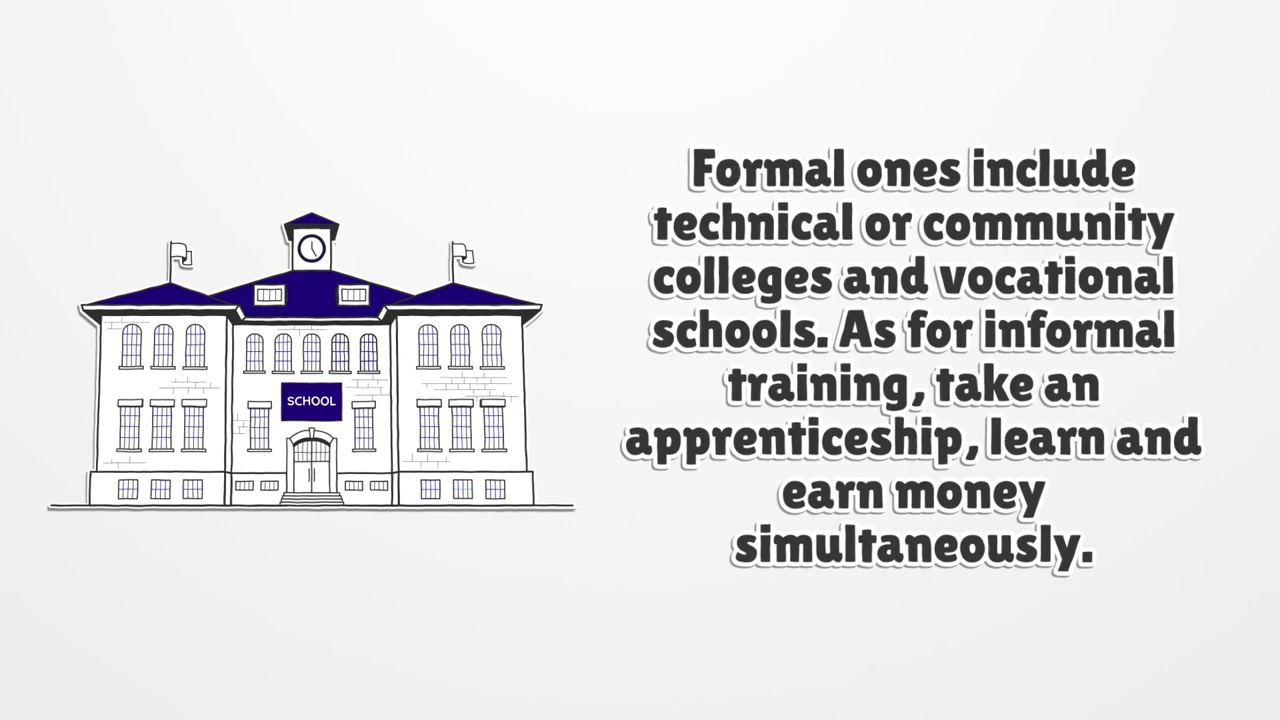 SCHOOL
Formal ones include
technical or community
colleges and vocational
schools. As for informal
training, take an
apprenticeship, learn and
earn money
simultaneously.